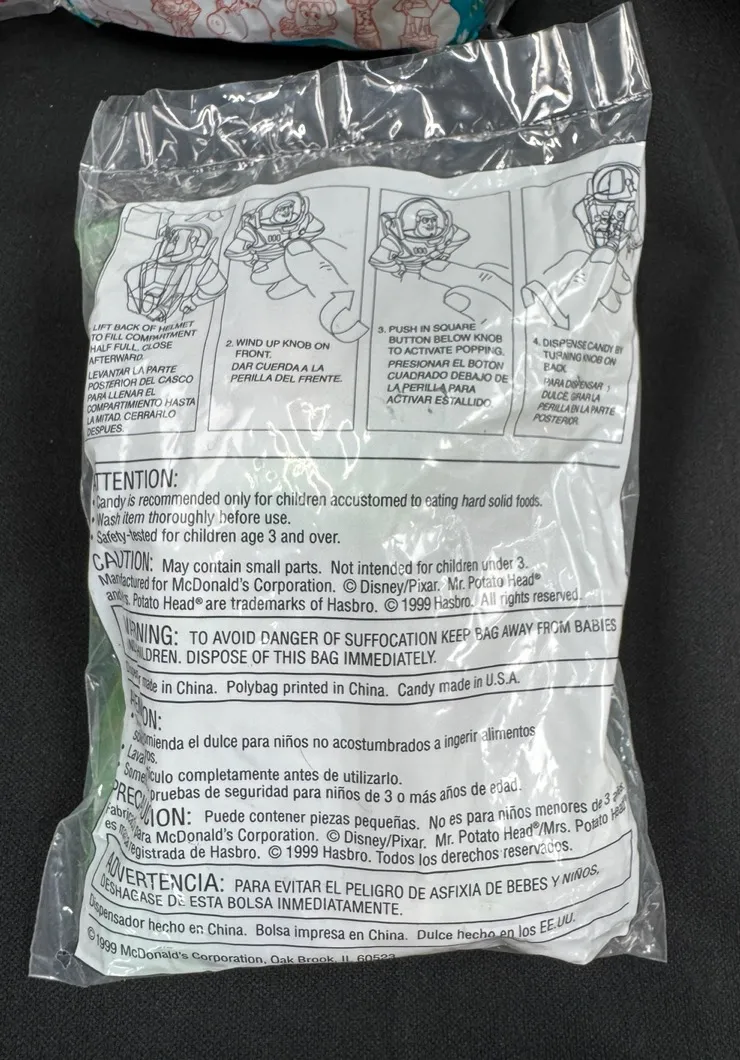 LIFT BACK OF HELMET
TO FILL COMPARTMENT
HALF FULL. CLOSE
AFTERWARD.
LEVANTAR LA PARTE
POSTERIOR DEL CASCO
PARA LLENAR EL
COMPARTIMIENTO HASTA
LA MITAD. CERRARLO
DESPUES.
2. WIND UP KNOB ON
FRONT.
DAR CUERDA A LA
PERILLA DEL FRENTE.
3. PUSH IN SQUARE
BUTTON BELOW KNOB
TO ACTIVATE POPPING.
PRESIONAR EL BOTON
CUADRADO DEBAJO DE
LA PERILLA PARA
ACTIVAR ESTALLIDO.
4. DISPENSE CANDY BY
TURNING KNOB ON
BACK.
PARA DISPENSAR
DULCE, GIRAR LA
PERILLA EN LA PARTE
POSTERIOR.
ATTENTION:
• Candy is recommended only for children accustomed to eating hard solid foods.
• Wash item thoroughly before use.
• Safety-tested for children age 3 and over.
CAUTION: May contain small parts. Not intended for children under 3.
Manufactured for McDonald's Corporation. © Disney/Pixar. Mr. Potato Head®
and Potato Head® are trademarks of Hasbro. © 1999 Hasbro. All rights reserved.
WARNING: TO AVOID DANGER OF SUFFOCATION KEEP BAG AWAY FROM BABIES
CHILDREN. DISPOSE OF THIS BAG IMMEDIATELY.
made in China. Polybag printed in China. Candy made in U.S.A.
el dulce para niños no acostumbrados a ingerir alimentos
completamente antes de utilizarlo.
pruebas de seguridad para niños de 3 o más años de edad.
PRECAUCION: Puede contener piezas pequeñas. No es para niños menores de 3 años.
para McDonald's Corporation. © Disney/Pixar. Mr. Potato Head®/Mrs. Potato Head
es registrada de Hasbro. © 1999 Hasbro. Todos los derechos reservados.
ADVERTENCIA: PARA EVITAR EL PELIGRO DE ASFIXIA DE BEBES Y NIÑOS,
DESHAGASE DE ESTA BOLSA INMEDIATAMENTE.
Dispensador hecho en China. Bolsa impresa en China. Dulce hecho en los EE.UU.
© 1999 McDonald's Corporation, Oak Brook, IL 60523